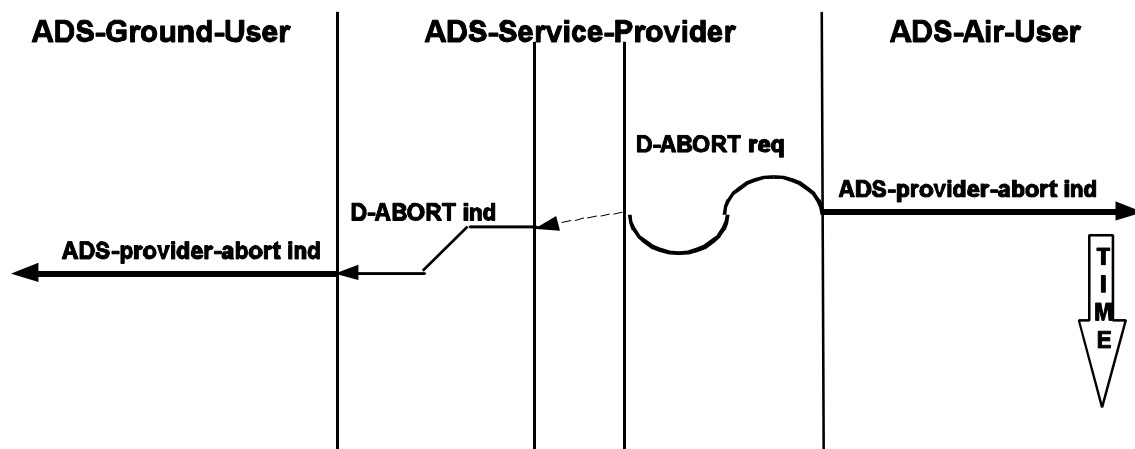 ADS-Ground-User
ADS-Service-Provider
ADS-Air-User
D-ABORT req
ADS-provider-abort ind
D-ABORT ind
ADS-provider-abort ind
TIME